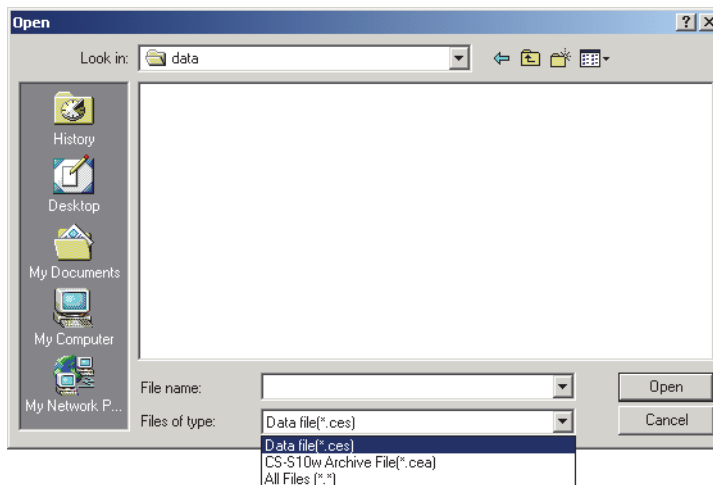 Open
Look in: data
History
Desktop
My Documents
My Computer
My Network P...
File name:
Open
Files of type: Data file(*.ces)
Cancel
Data file(*.ces)
CS-S10w Archive File(*.cea)
All Files (*.*)